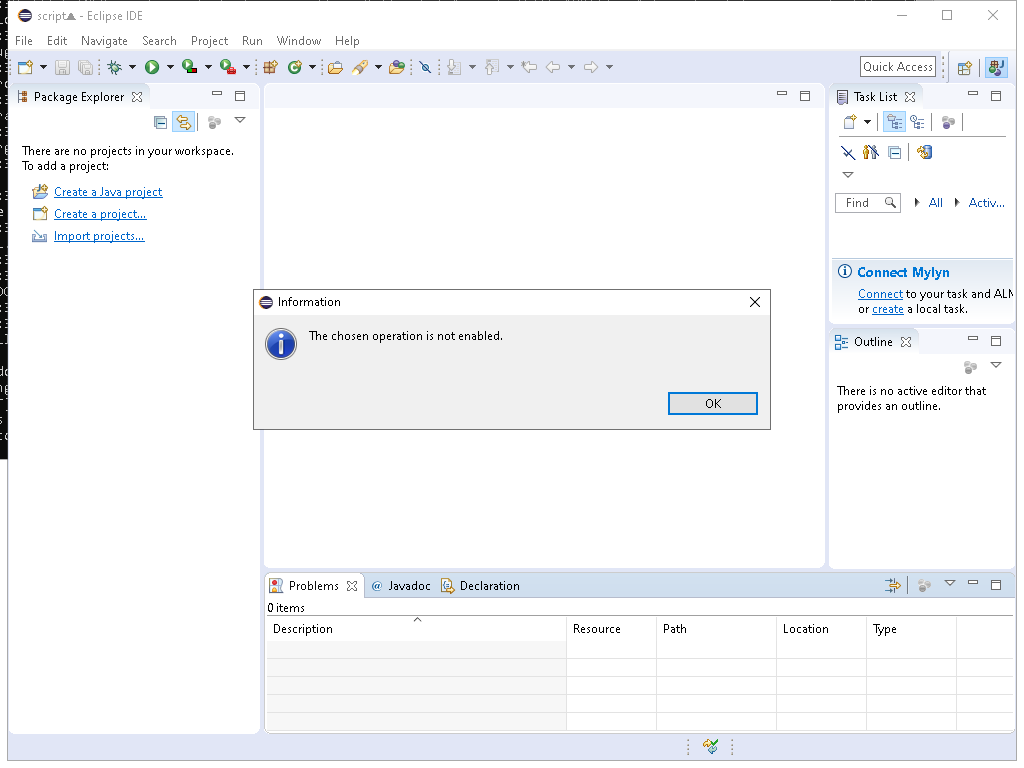 script▲ - Eclipse IDE
File Edit Navigate Search Project Run Window Help
Quick Access
Package Explorer
There are no projects in your workspace.
To add a project:
Create a Java project
Create a project...
Import projects...
Task List
Find
All
Activ...
Connect Mylyn
Connect to your task and ALM
or create a local task.
Information
The chosen operation is not enabled.
OK
Outline
There is no active editor that
provides an outline.
Problems @ Javadoc Declaration
0 items
Description Resource Path Location Type